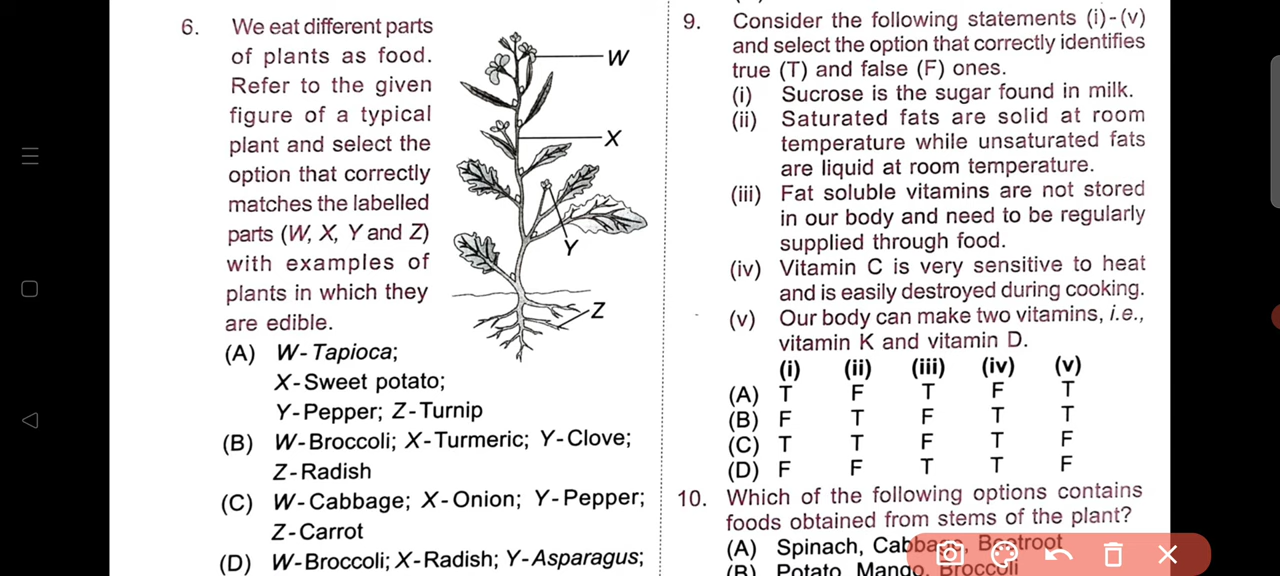 6. We eat different parts
of plants as food.
Refer to the given
figure of a typical
plant and select the
option that correctly
matches the labelled
parts (W, X, Y and Z)
with examples of
plants in which they
are edible.
W
X
Y
Z
(A) W-Tapioca;
X-Sweet potato;
Y-Pepper; Z-Turnip
(B) W-Broccoli; X-Turmeric; Y-Clove;
Z-Radish
(C) W-Cabbage; X-Onion; Y-Pepper;
Z-Carrot
(D) W-Broccoli; X-Radish; Y-Asparagus;
9. Consider the following statements (i)-(v)
and select the option that correctly identifies
true (T) and false (F) ones.
(i) Sucrose is the sugar found in milk.
(ii) Saturated fats are solid at room
temperature while unsaturated fats
are liquid at room temperature.
(iii) Fat soluble vitamins are not stored
in our body and need to be regularly
supplied through food.
(iv) Vitamin C is very sensitive to heat
and is easily destroyed during cooking.
(v) Our body can make two vitamins, i.e.,
vitamin K and vitamin D.
(i) (ii) (iii) (iv) (v)
(A) T F T F T
(B) F T F T T
(C) T T F T F
(D) F F T T F
10. Which of the following options contains
foods obtained from stems of the plant?
(A) Spinach, Cabbage, Beetroot
(B) Potato, Mango, Broccoli